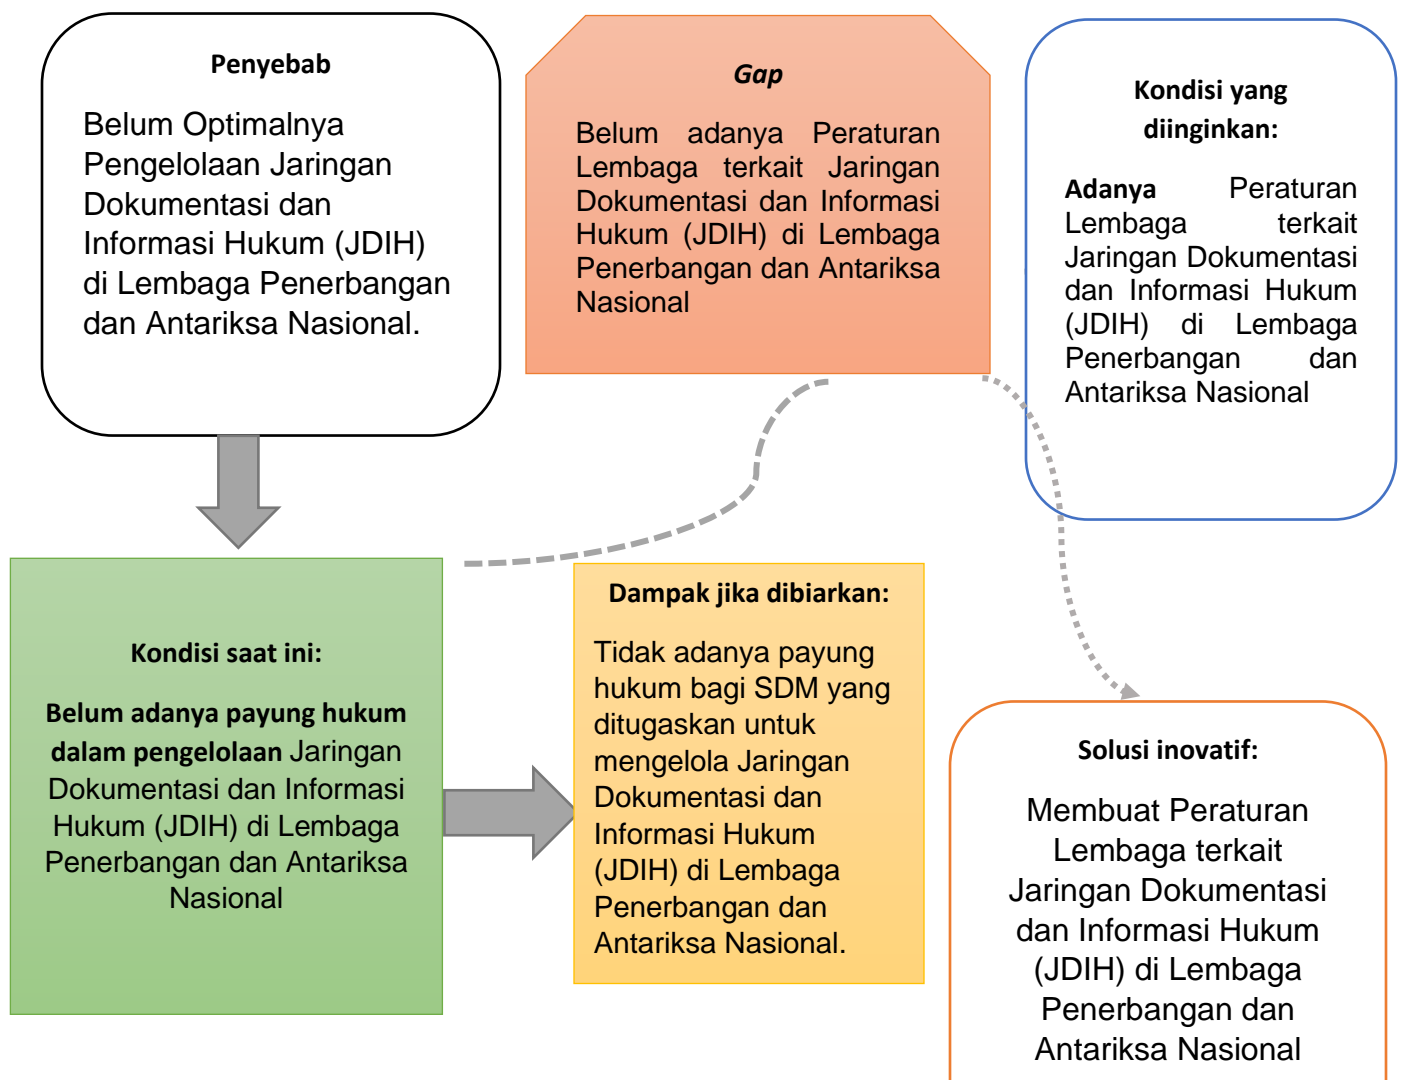 Penyebab
Belum Optimalnya
Pengelolaan Jaringan
Dokumentasi dan
Informasi Hukum (JDIH)
di Lembaga Penerbangan
dan Antariksa Nasional.
Gap
Belum adanya Peraturan
Lembaga terkait Jaringan
Dokumentasi dan Informasi
Hukum (JDIH) di Lembaga
Penerbangan dan Antariksa
Nasional
Kondisi yang
diinginkan:
Adanya Peraturan
Lembaga terkait
Jaringan Dokumentasi
dan Informasi Hukum
(JDIH) di Lembaga
Penerbangan dan
Antariksa Nasional
Kondisi saat ini:
Belum adanya payung hukum
dalam pengelolaan Jaringan
Dokumentasi dan Informasi
Hukum (JDIH) di Lembaga
Penerbangan dan Antariksa
Nasional
Dampak jika dibiarkan:
Tidak adanya payung
hukum bagi SDM yang
ditugaskan untuk
mengelola Jaringan
Dokumentasi dan
Informasi Hukum
(JDIH) di Lembaga
Penerbangan dan
Antariksa Nasional.
Solusi inovatif:
Membuat Peraturan
Lembaga terkait
Jaringan Dokumentasi
dan Informasi Hukum
(JDIH) di Lembaga
Penerbangan dan
Antariksa Nasional